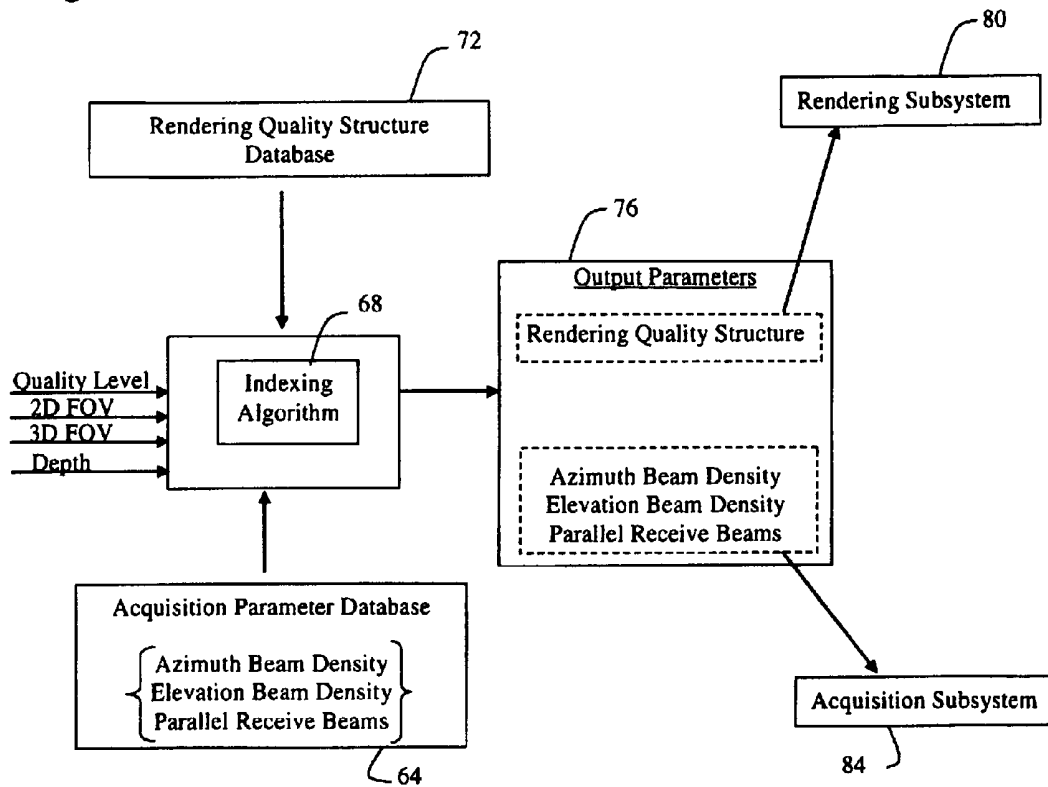 80
72
Rendering Subsystem
Rendering Quality Structure
Database
76
Output Parameters
68
Rendering Quality Structure
Indexing
Algorithm
Quality Level
2D FOV
3D FOV
Depth
Azimuth Beam Density
Elevation Beam Density
Parallel Receive Beams
Acquisition Parameter Database
Azimuth Beam Density
Elevation Beam Density
Parallel Receive Beams
Acquisition Subsystem
64
84